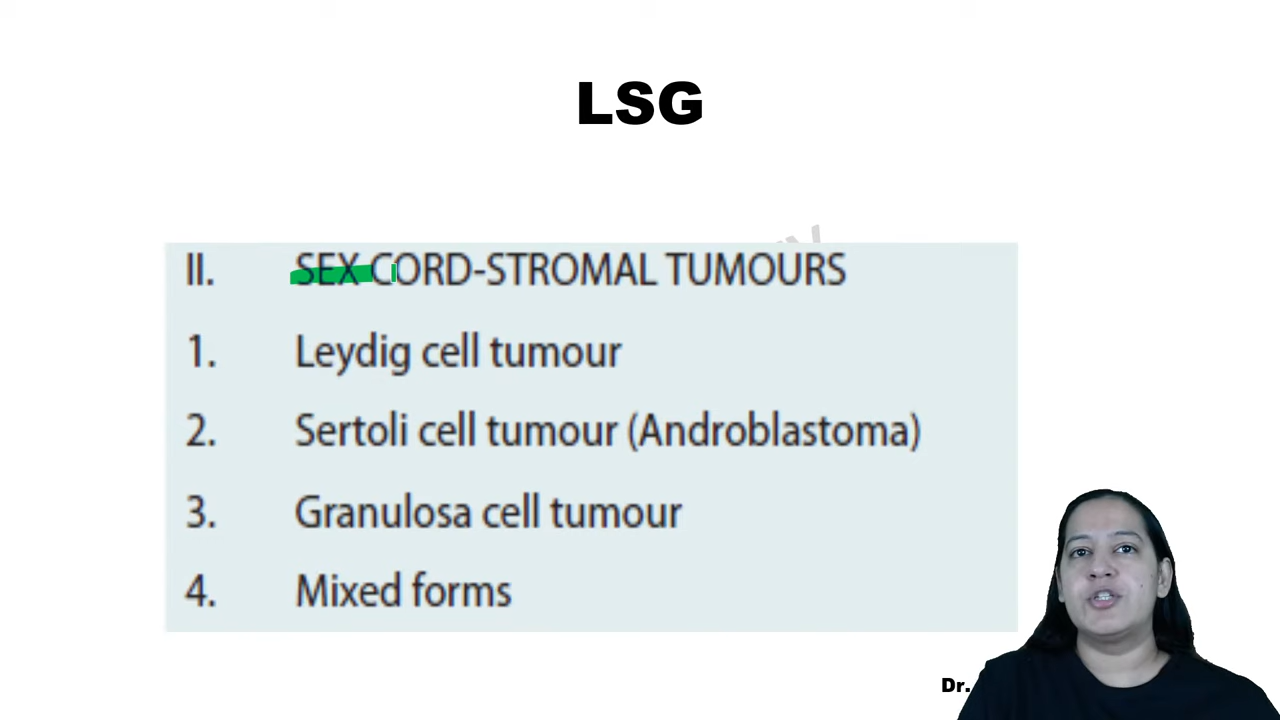 LSG
II. SEX CORD-STROMAL TUMOURS
1. Leydig cell tumour
2. Sertoli cell tumour (Androblastoma)
3. Granulosa cell tumour
4. Mixed forms
Dr.